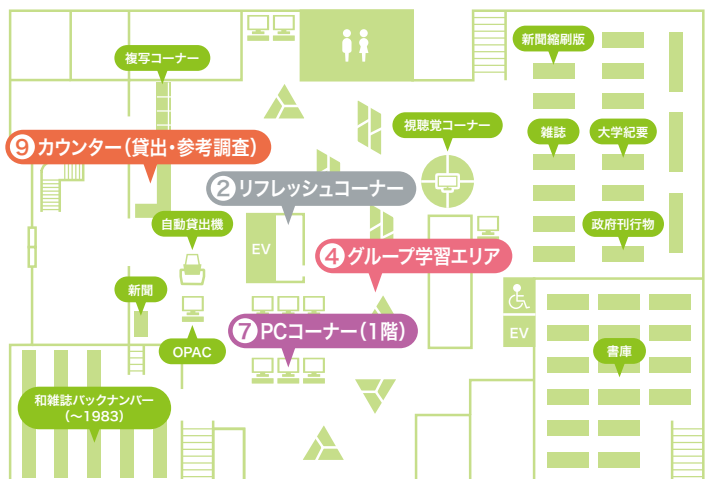 新聞縮刷版
複写コーナー
視聴覚コーナー
雑誌
大学紀要
⑨カウンター(貸出・参考調査)
②リフレッシュコーナー
自動貸出機
政府刊行物
EV
④グループ学習エリア
新聞
⑦PCコーナー(1階)
EV
OPAC
書庫
和雑誌バックナンバー
(〜1983)